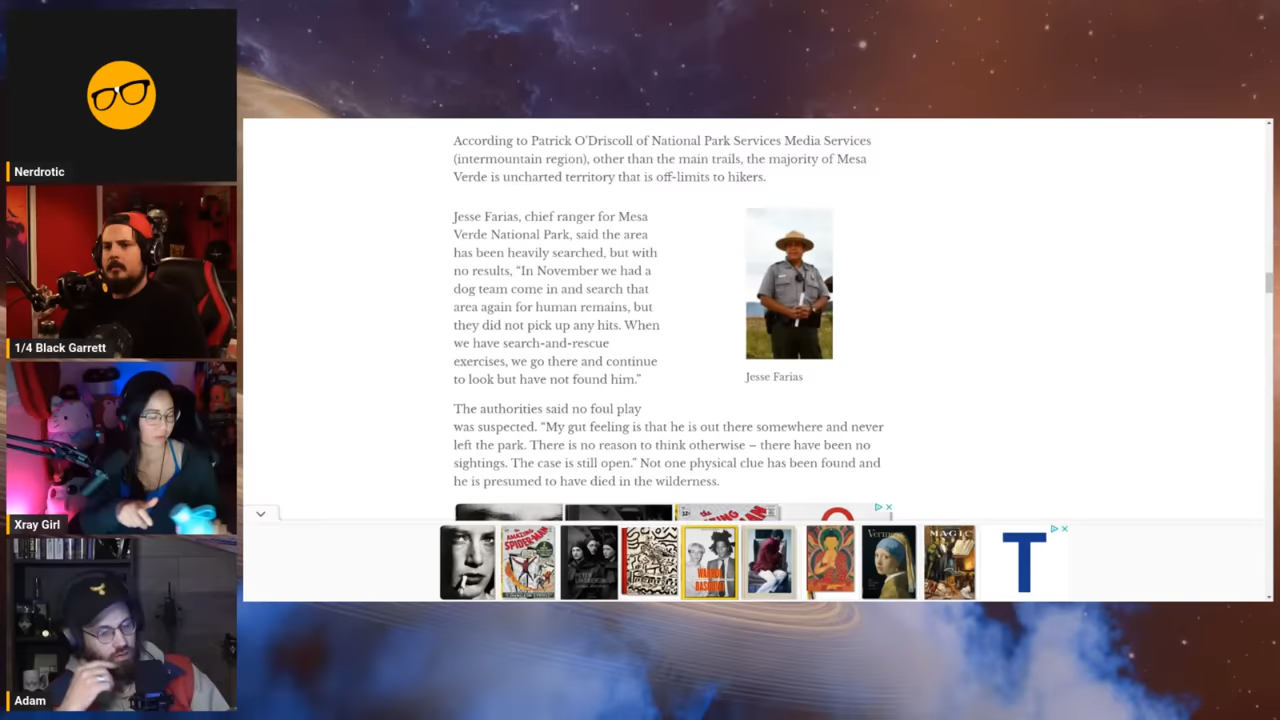 Nerdrotic
1/4 Black Garrett
Xray Girl
Adam
According to Patrick O'Driscoll of National Park Services Media Services
(intermountain region), other than the main trails, the majority of Mesa
Verde is uncharted territory that is off-limits to hikers.
Jesse Farias, chief ranger for Mesa
Verde National Park, said the area
has been heavily searched, but with
no results, “In November we had a
dog team come in and search that
area again for human remains, but
they did not pick up any hits. When
we have search-and-rescue
exercises, we go there and continue
to look but have not found him.”
Jesse Farias
The authorities said no foul play
was suspected. “My gut feeling is that he is out there somewhere and never
left the park. There is no reason to think otherwise – there have been no
sightings. The case is still open.” Not one physical clue has been found and
he is presumed to have died in the wilderness.
AMAZING
SPIDER-MAN
WARHOL
BASQUIAT
Vermeer
MAGIC
T